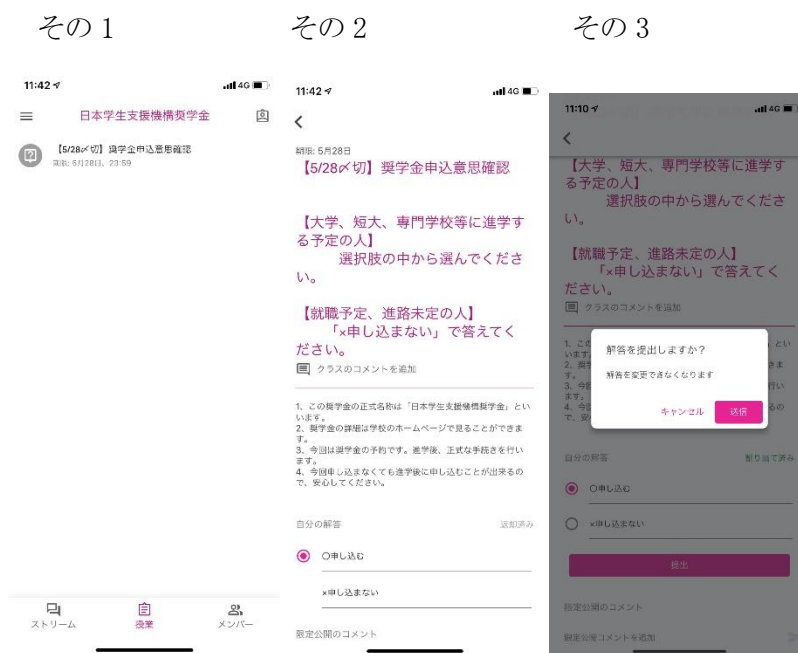 その1
その2
その3
11:42
4G
日本学生支援機構奨学金
【5/28〆切】奨学金申込意思確認
期限: 5月28日、23:59
ストリーム
授業
メンバー
11:42
4G
期限: 5月28日
【5/28〆切】奨学金申込意思確認
【大学、短大、専門学校等に進学す
る予定の人】
選択肢の中から選んでくださ
い。
【就職予定、進路未定の人】
「×申し込まない」で答えてく
ださい。
クラスのコメントを追加
1、この奨学金の正式名称は「日本学生支援機構奨学金」とい
います。
2、奨学金の詳細は学校のホームページで見ることができま
す。
3、今回は奨学金の予約です。進学後、正式な手続きを行い
ます。
4、今回申し込まなくても進学後に申し込むことが出来るの
で、安心してください。
自分の解答
返却済み
〇申し込む
×申し込まない
限定公開のコメント
11:10
4G
【大学、短大、専門学校等に進学す
る予定の人】
選択肢の中から選んでくださ
い。
【就職予定、進路未定の人】
「×申し込まない」で答えてく
ださい。
クラスのコメントを追加
解答を提出しますか？
解答を変更できなくなります
キャンセル
送信
自分の解答
割り当て済み
〇申し込む
×申し込まない
提出
限定公開のコメント
限定公開コメントを追加